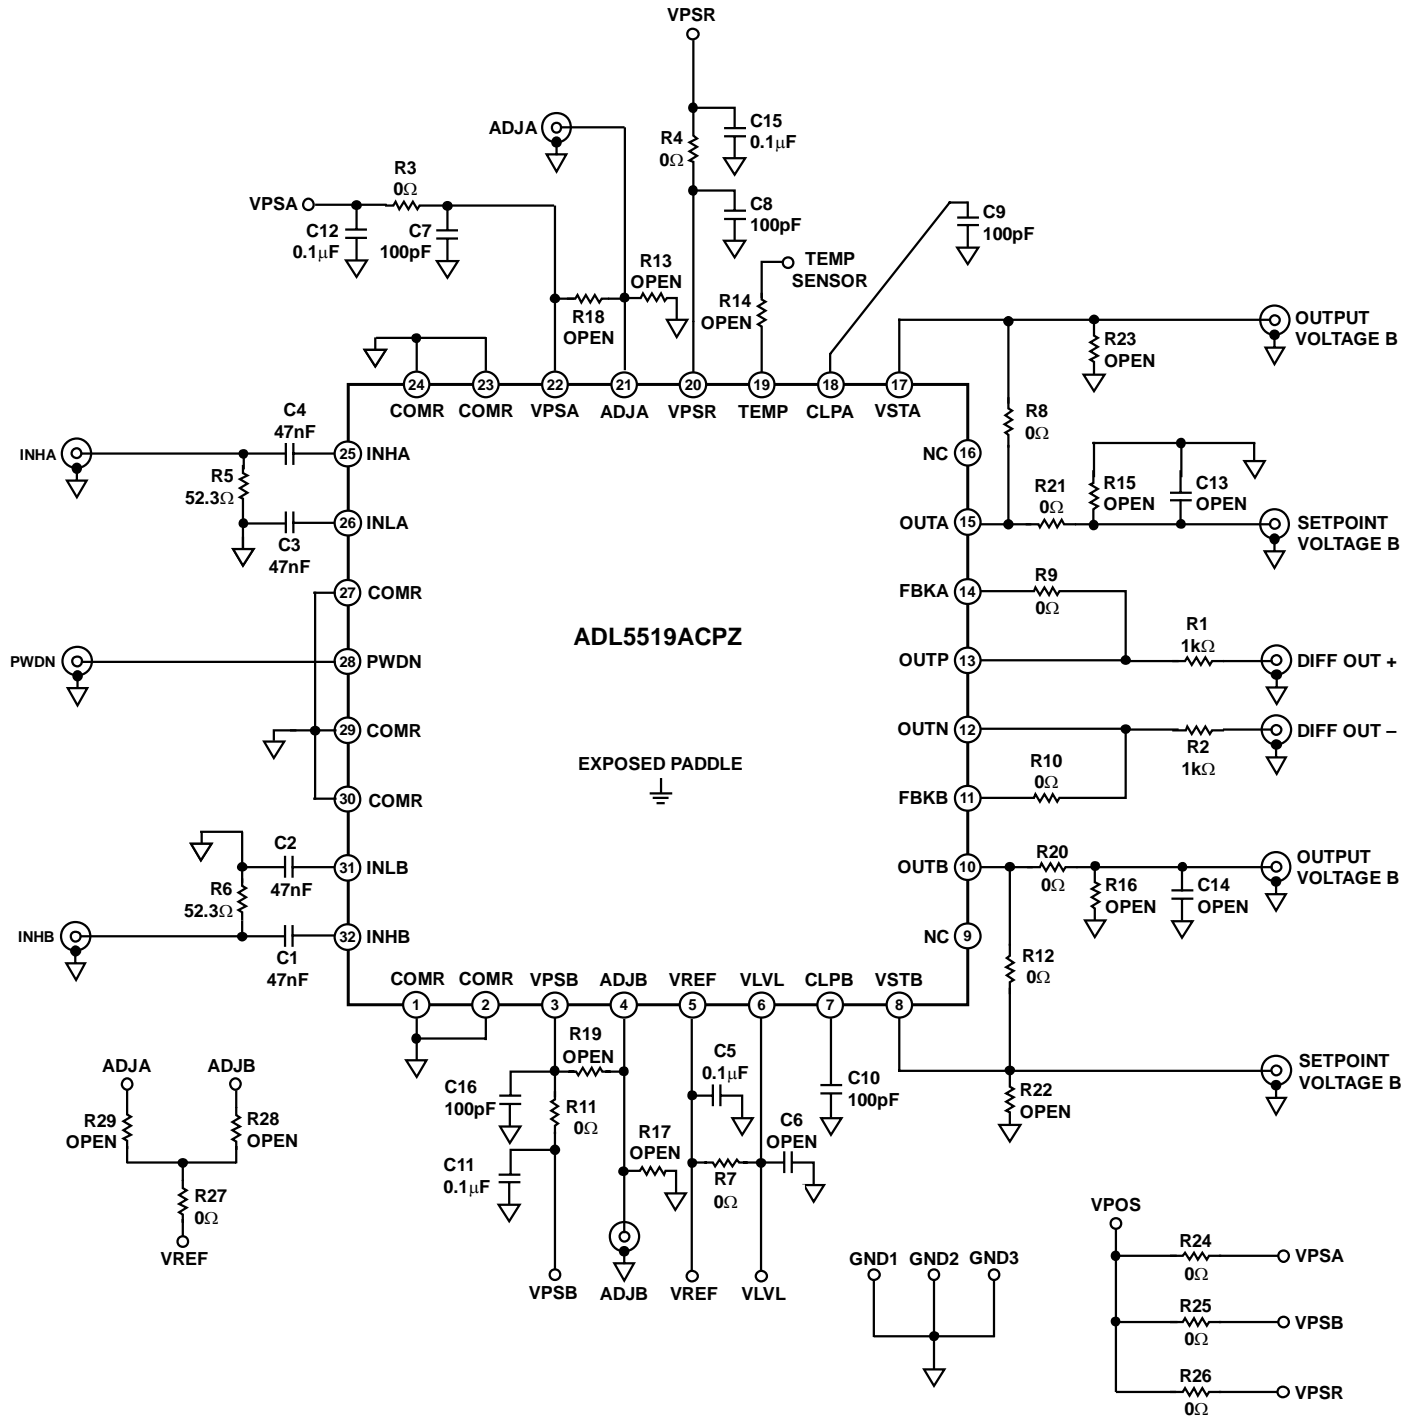 VPSR
ADJA
C15
0.1μF
R4
0Ω
R3
0Ω
VPSA
C12
0.1μF
C7
100pF
C8
100pF
C9
100pF
R13
OPEN
TEMP
SENSOR
R18
OPEN
R14
OPEN
OUTPUT
VOLTAGE B
R23
OPEN
24
23
22
21
20
19
18
17
COMR
COMR
VPSA
ADJA
VPSR
TEMP
CLPA
VSTA
C4
47nF
R8
0Ω
INHA
25
INHA
NC
16
R5
52.3Ω
R21
0Ω
R15
OPEN
C13
OPEN
26
INLA
OUTA
15
SETPOINT
VOLTAGE B
C3
47nF
27
COMR
FBKA
14
R9
0Ω
ADL5519ACPZ
R1
1kΩ
PWDN
28
PWDN
OUTP
13
DIFF OUT +
29
COMR
OUTN
12
DIFF OUT –
R2
1kΩ
EXPOSED PADDLE
R10
0Ω
30
COMR
FBKB
11
C2
47nF
31
INLB
OUTB
10
R20
0Ω
OUTPUT
VOLTAGE B
R6
52.3Ω
R16
OPEN
C14
OPEN
INHB
32
INHB
NC
9
C1
47nF
R12
0Ω
COMR
COMR
VPSB
ADJB
VREF
VLVL
CLPB
VSTB
1
2
3
4
5
6
7
8
R19
OPEN
C5
0.1μF
SETPOINT
VOLTAGE B
ADJA
ADJB
C16
100pF
R11
0Ω
C10
100pF
R22
OPEN
R29
OPEN
R28
OPEN
R17
OPEN
C6
OPEN
C11
0.1μF
R7
0Ω
R27
0Ω
VREF
VPSB
ADJB
VREF
VLVL
GND1
GND2
GND3
VPOS
R24
0Ω
VPSA
R25
0Ω
VPSB
R26
0Ω
VPSR